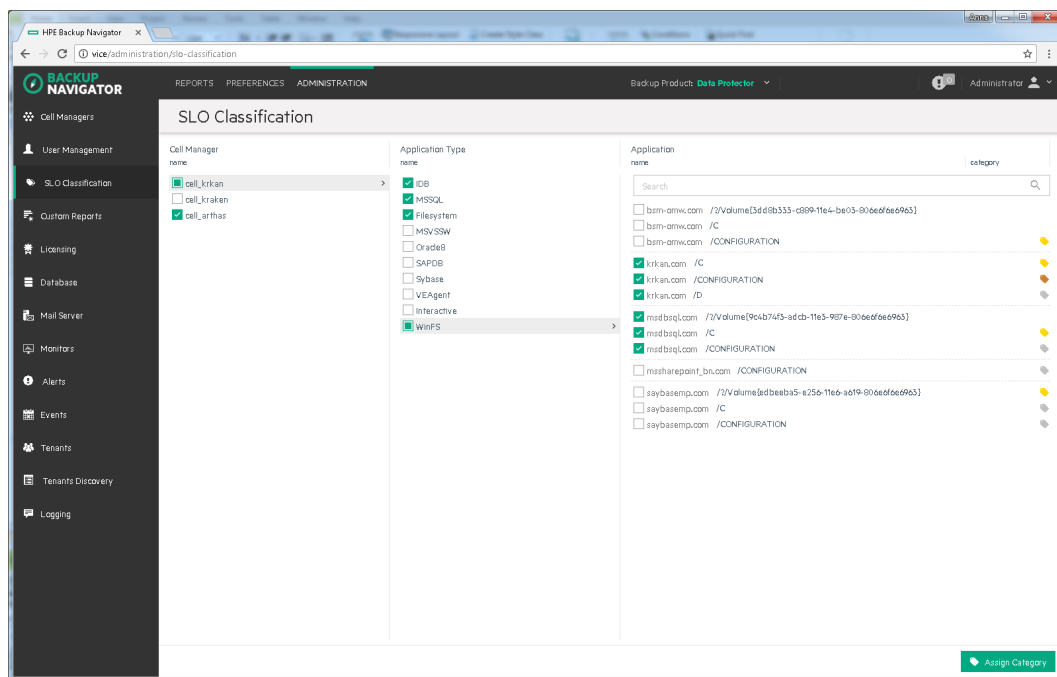 Anna
HPE Backup Navigator
vice/administration/slo-classification
BACKUP NAVIGATOR
REPORTS PREFERENCES ADMINISTRATION
Backup Product: Data Protector
0
Administrator
Cell Managers
User Management
SLO Classification
Custom Reports
Licensing
Database
Mail Server
Monitors
Alerts
Events
Tenants
Tenants Discovery
Logging
SLO Classification
Cell Manager
name
cell_krkan
cell_kraken
cell_arthas
Application Type
name
IDB
MSSQL
Filesystem
MSVSSW
Oracle8
SAPDB
Sybase
VEAgent
Interactive
WinFS
Application
name category
Search
bsm-omw.com /?/Volume{3dd8b333-c889-11e4-be03-806e6f6e6963}
bsm-omw.com /C
bsm-omw.com /CONFIGURATION
krkan.com /C
krkan.com /CONFIGURATION
krkan.com /D
msdbsql.com /?/Volume{9c4b74f3-adcb-11e3-987e-806e6f6e6963}
msdbsql.com /C
msdbsql.com /CONFIGURATION
mssharepoint_bn.com /CONFIGURATION
saybasemp.com /?/Volume{edbeeba5-e256-11e6-a619-806e6f6e6963}
saybasemp.com /C
saybasemp.com /CONFIGURATION
Assign Category